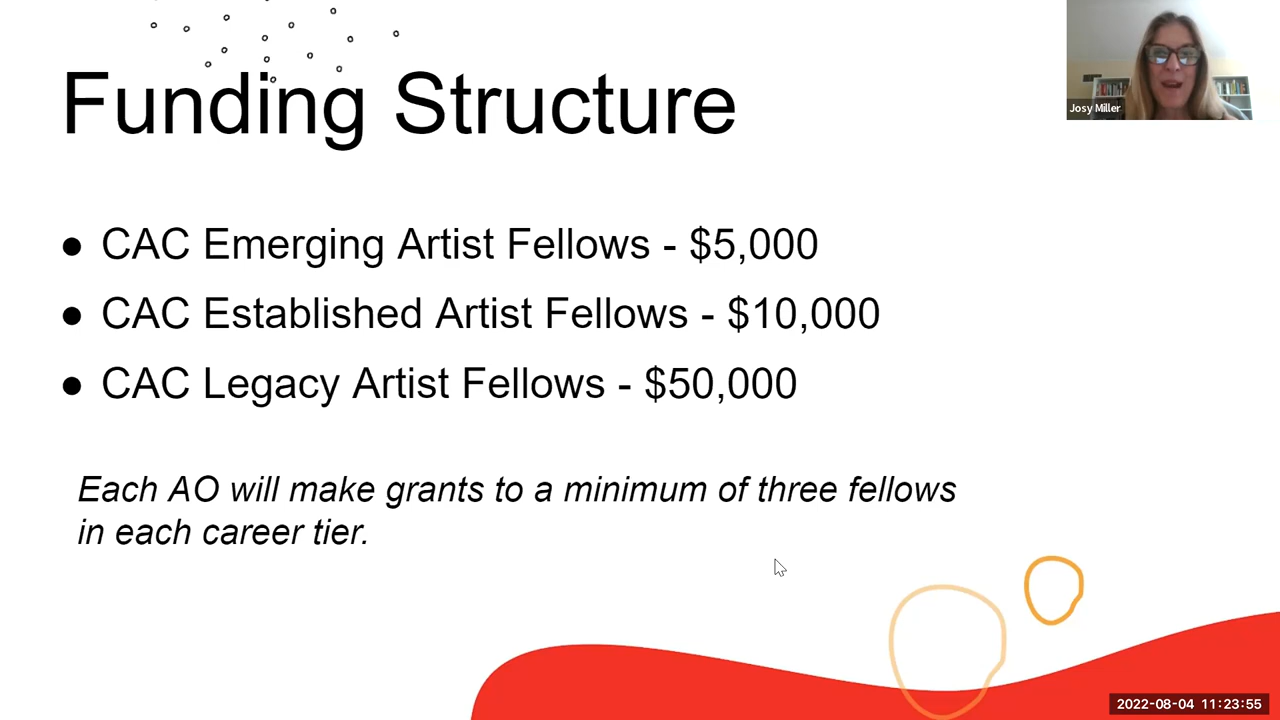 Funding Structure
Josy Miller
● CAC Emerging Artist Fellows - $5,000
● CAC Established Artist Fellows - $10,000
● CAC Legacy Artist Fellows - $50,000
Each AO will make grants to a minimum of three fellows
in each career tier.
2022-08-04 11:23:55